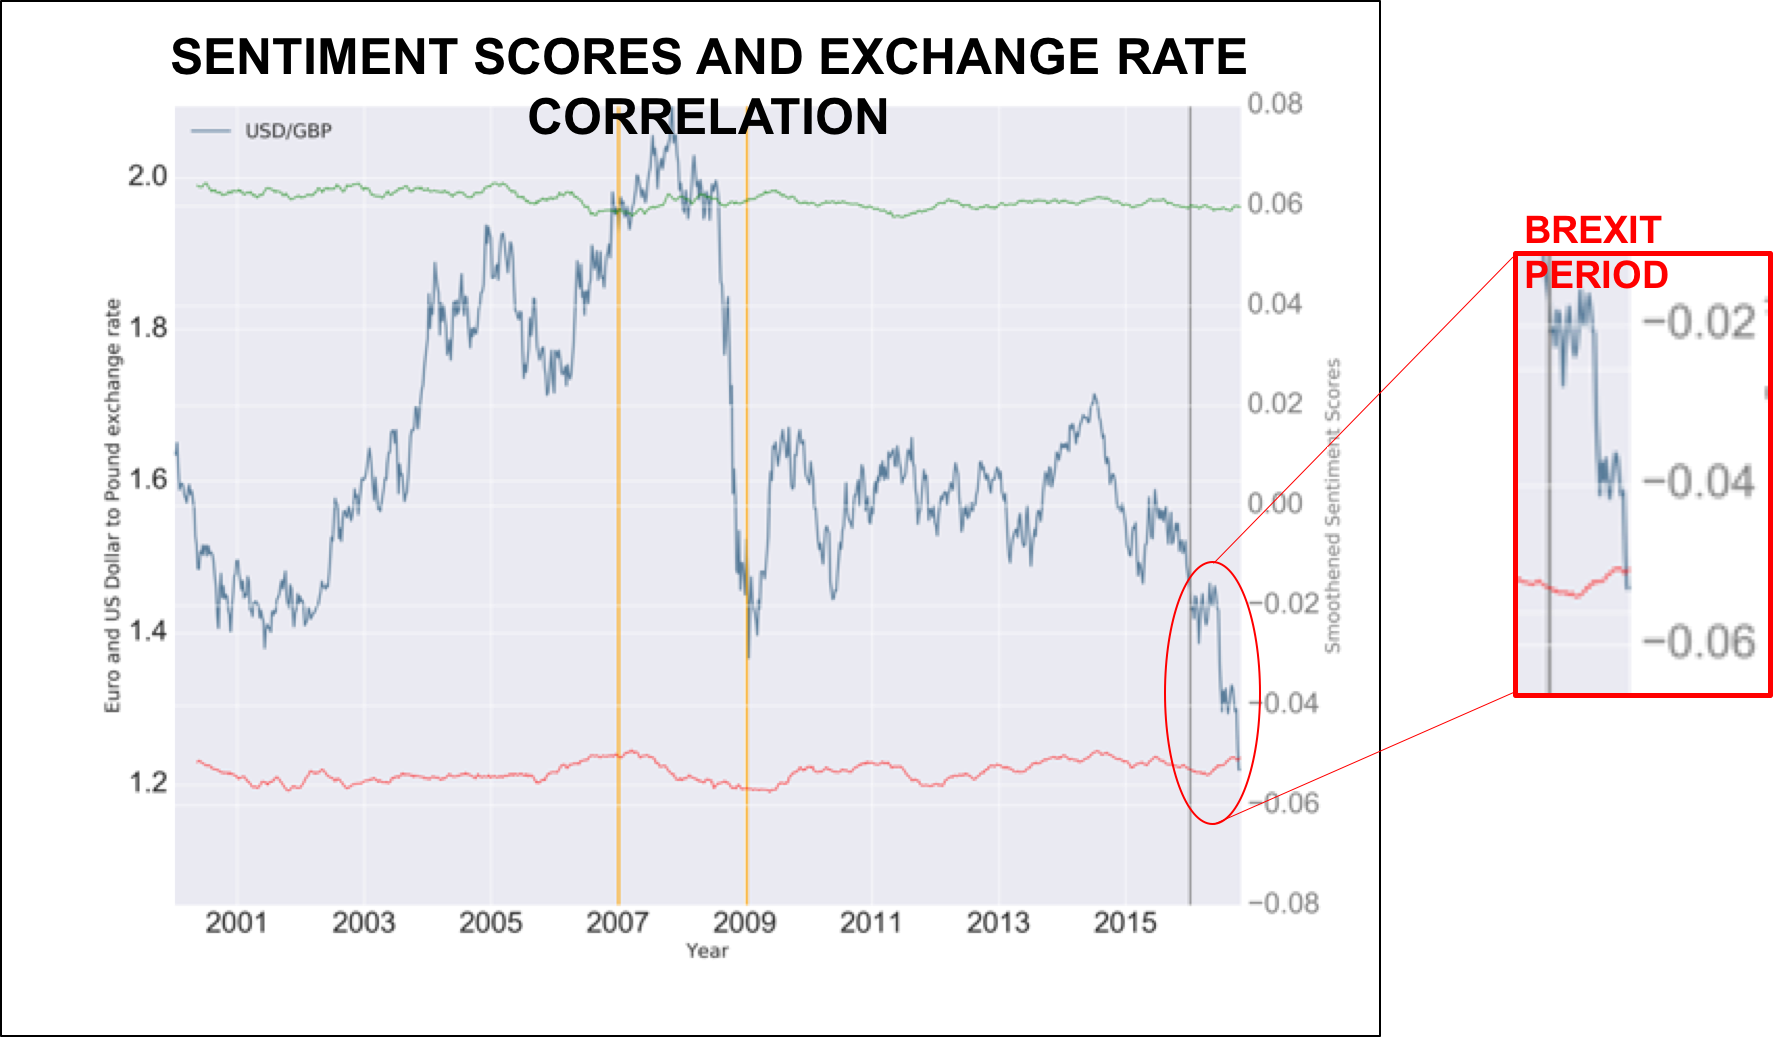 SENTIMENT SCORES AND EXCHANGE RATE
CORRELATION
USD/GBP
2.0
1.8
1.6
1.4
1.2
Euro and US Dollar to Pound exchange rate
0.08
0.06
0.04
0.02
0.00
−0.02
−0.04
−0.06
−0.08
Smoothened Sentiment Scores
2001 2003 2005 2007 2009 2011 2013 2015
Year
BREXIT
PERIOD
−0.02
−0.04
−0.06